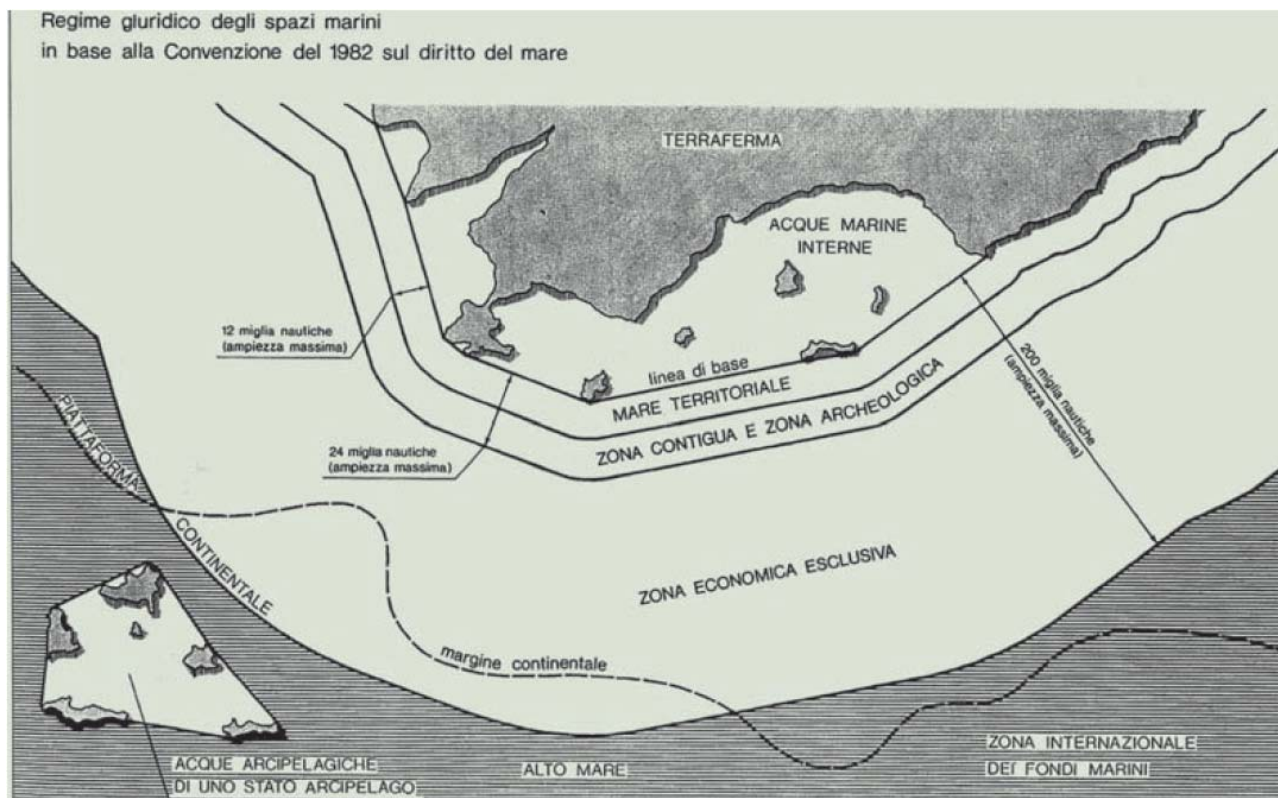 Regime gluridico degli spazi marini
in base alla Convenzione del 1982 sul diritto del mare
TERRAFERMA
ACQUE MARINE
INTERNE
12 miglia nautiche
(ampiezza massima)
linea di base
MARE TERRITORIALE
ZONA CONTIGUA E ZONA ARCHEOLOGICA
200 miglia nautiche
(ampiezza massima)
24 miglia nautiche
(ampiezza massima)
PIATTAFORMA
CONTINENTALE
ZONA ECONOMICA ESCLUSIVA
margine continentale
ACQUE ARCIPELAGICHE
DI UNO STATO ARCIPELAGO
ALTO MARE
ZONA INTERNAZIONALE
DEI FONDI MARINI